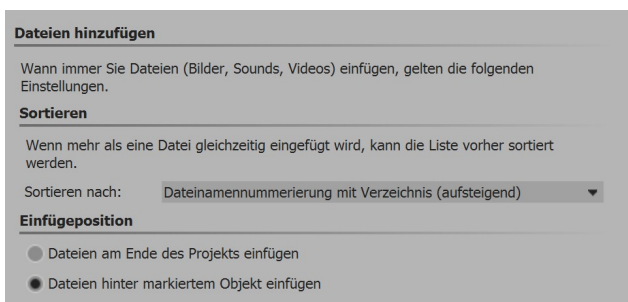 Dateien hinzufügen
Wann immer Sie Dateien (Bilder, Sounds, Videos) einfügen, gelten die folgenden
Einstellungen.
Sortieren
Wenn mehr als eine Datei gleichzeitig eingefügt wird, kann die Liste vorher sortiert
werden.
Sortieren nach: Dateinamennummerierung mit Verzeichnis (aufsteigend)
Einfügeposition
Dateien am Ende des Projekts einfügen
Dateien hinter markiertem Objekt einfügen